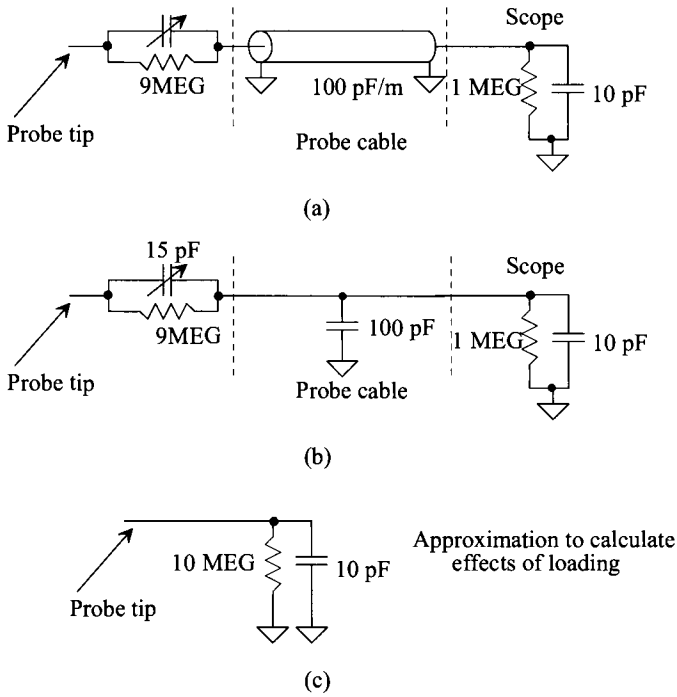 Scope
9MEG
100 pF/m
1 MEG
10 pF
Probe tip
Probe cable
(a)
15 pF
Scope
9MEG
100 pF
1 MEG
10 pF
Probe tip
Probe cable
(b)
10 MEG
10 pF
Approximation to calculate
effects of loading
Probe tip
(c)